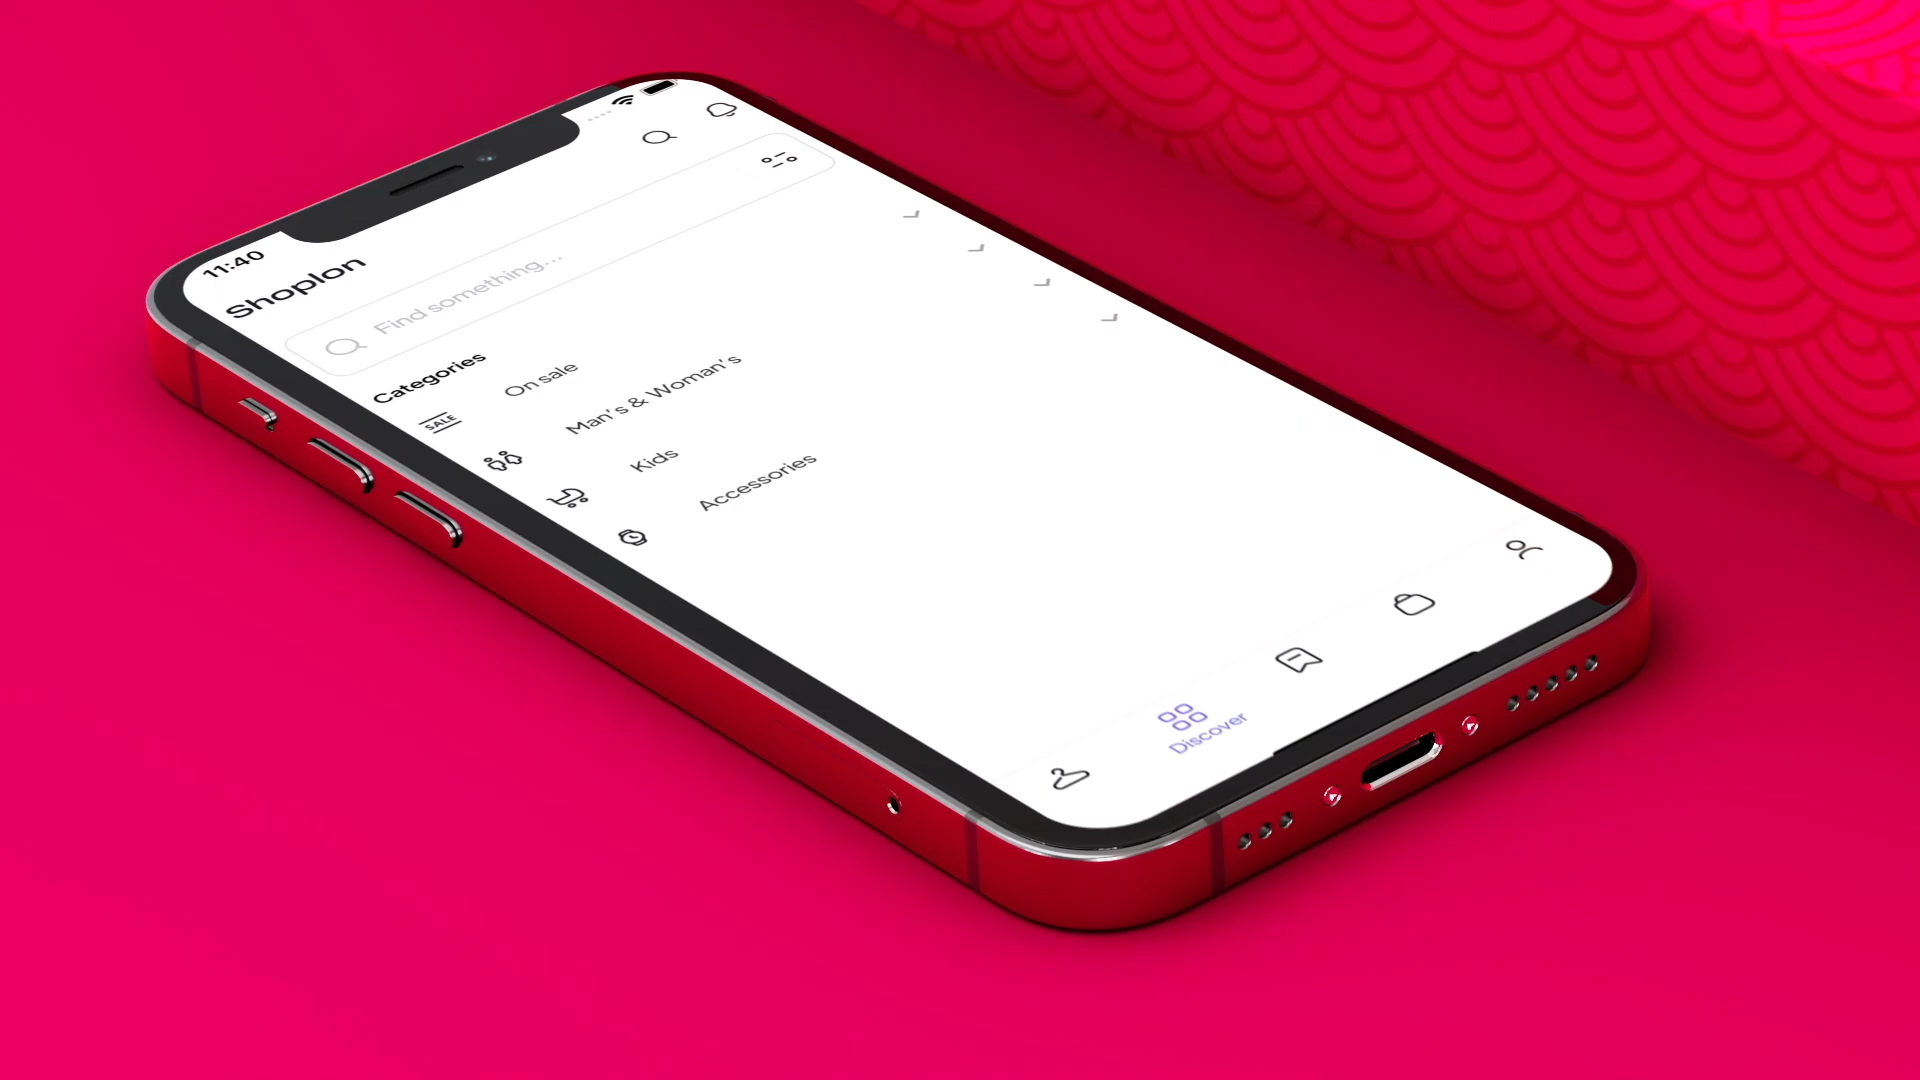 11:40
Shoplon
Find something...
Categories
SALE
On sale
Man's & Woman's
Kids
Accessories
Discover